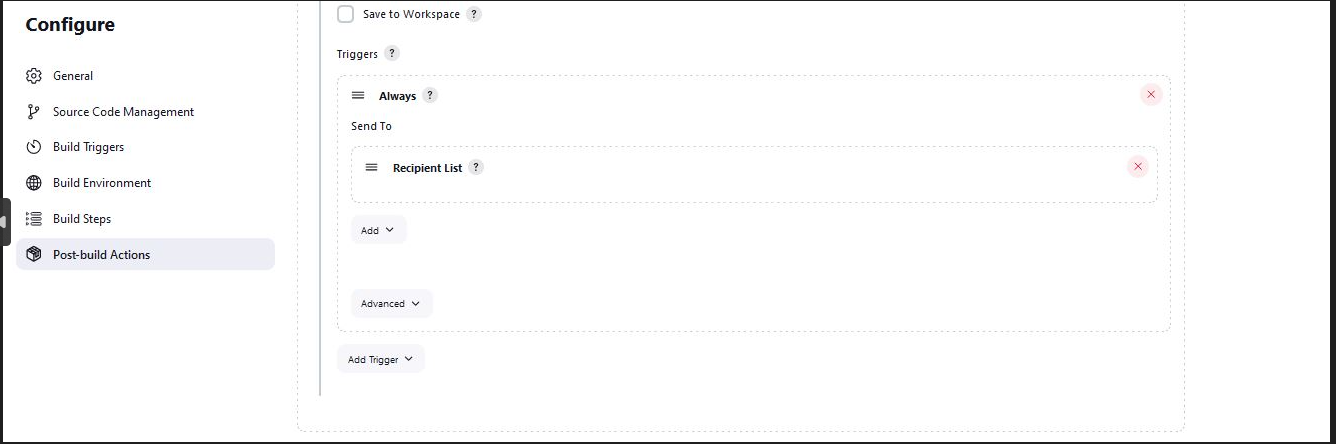 Configure
General
Source Code Management
Build Triggers
Build Environment
Build Steps
Post-build Actions
Save to Workspace ?
Triggers ?
Always ?
Send To
Recipient List ?
Add
Advanced
Add Trigger